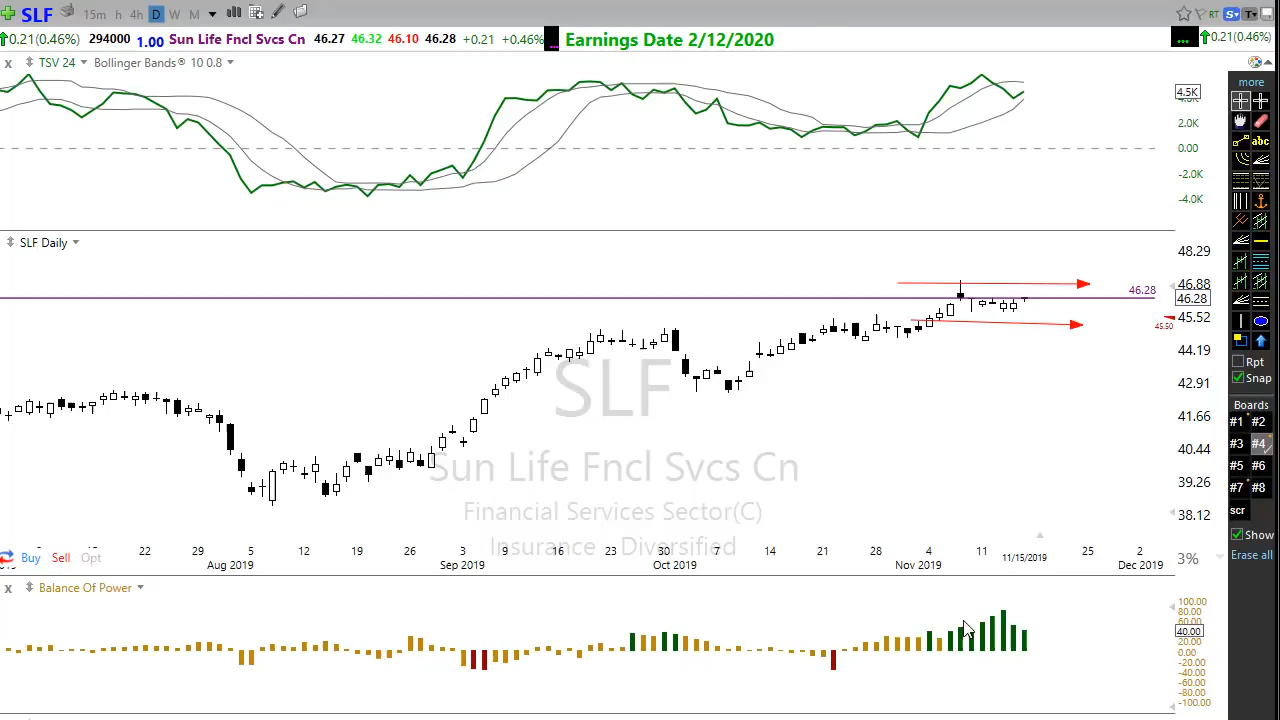 SLF 15m h 4h D W M RT S T
0.21(0.46%) 294000 1.00 Sun Life Fncl Svcs Cn 46.27 46.32 46.10 46.28 +0.21 +0.46% ... Earnings Date 2/12/2020 ... 0.21(0.46%)
x TSV 24 Bollinger Bands® 10 0.8
more
4.5K
2.0K
0.00
-2.0K
-4.0K
abc
SLF Daily
48.29
46.88
46.28
46.28
45.52
45.50
44.19
42.91
41.66
40.44
39.26
38.12
SLF
Sun Life Fncl Svcs Cn
Financial Services Sector(C)
Insurance - Diversified
Rpt
Snap
Boards
#1 #2
#3 #4
#5 #6
#7 #8
scr
Show
Erase all
Buy Sell Opt
22 29 5 12 19 26 3 9 16 23 30 7 14 21 28 4 11 11/15/2019 25 2
Aug 2019 Sep 2019 Oct 2019 Nov 2019 Dec 2019
3%
x Balance Of Power
100.00
80.00
60.00
40.00
20.00
0.00
-20.00
-40.00
-60.00
-80.00
-100.00